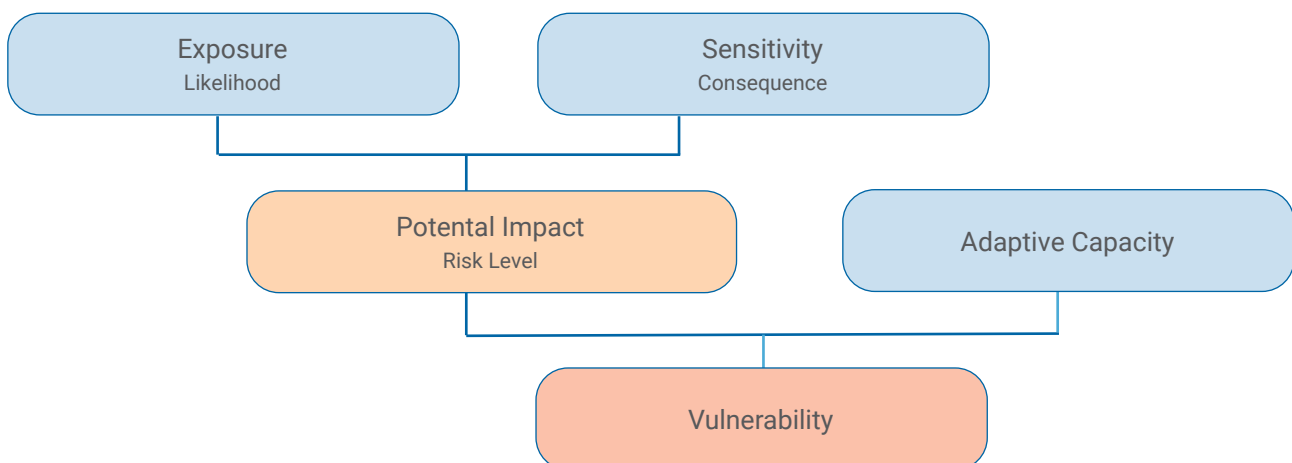 Exposure
Likelihood
Sensitivity
Consequence
Potental Impact
Risk Level
Adaptive Capacity
Vulnerability